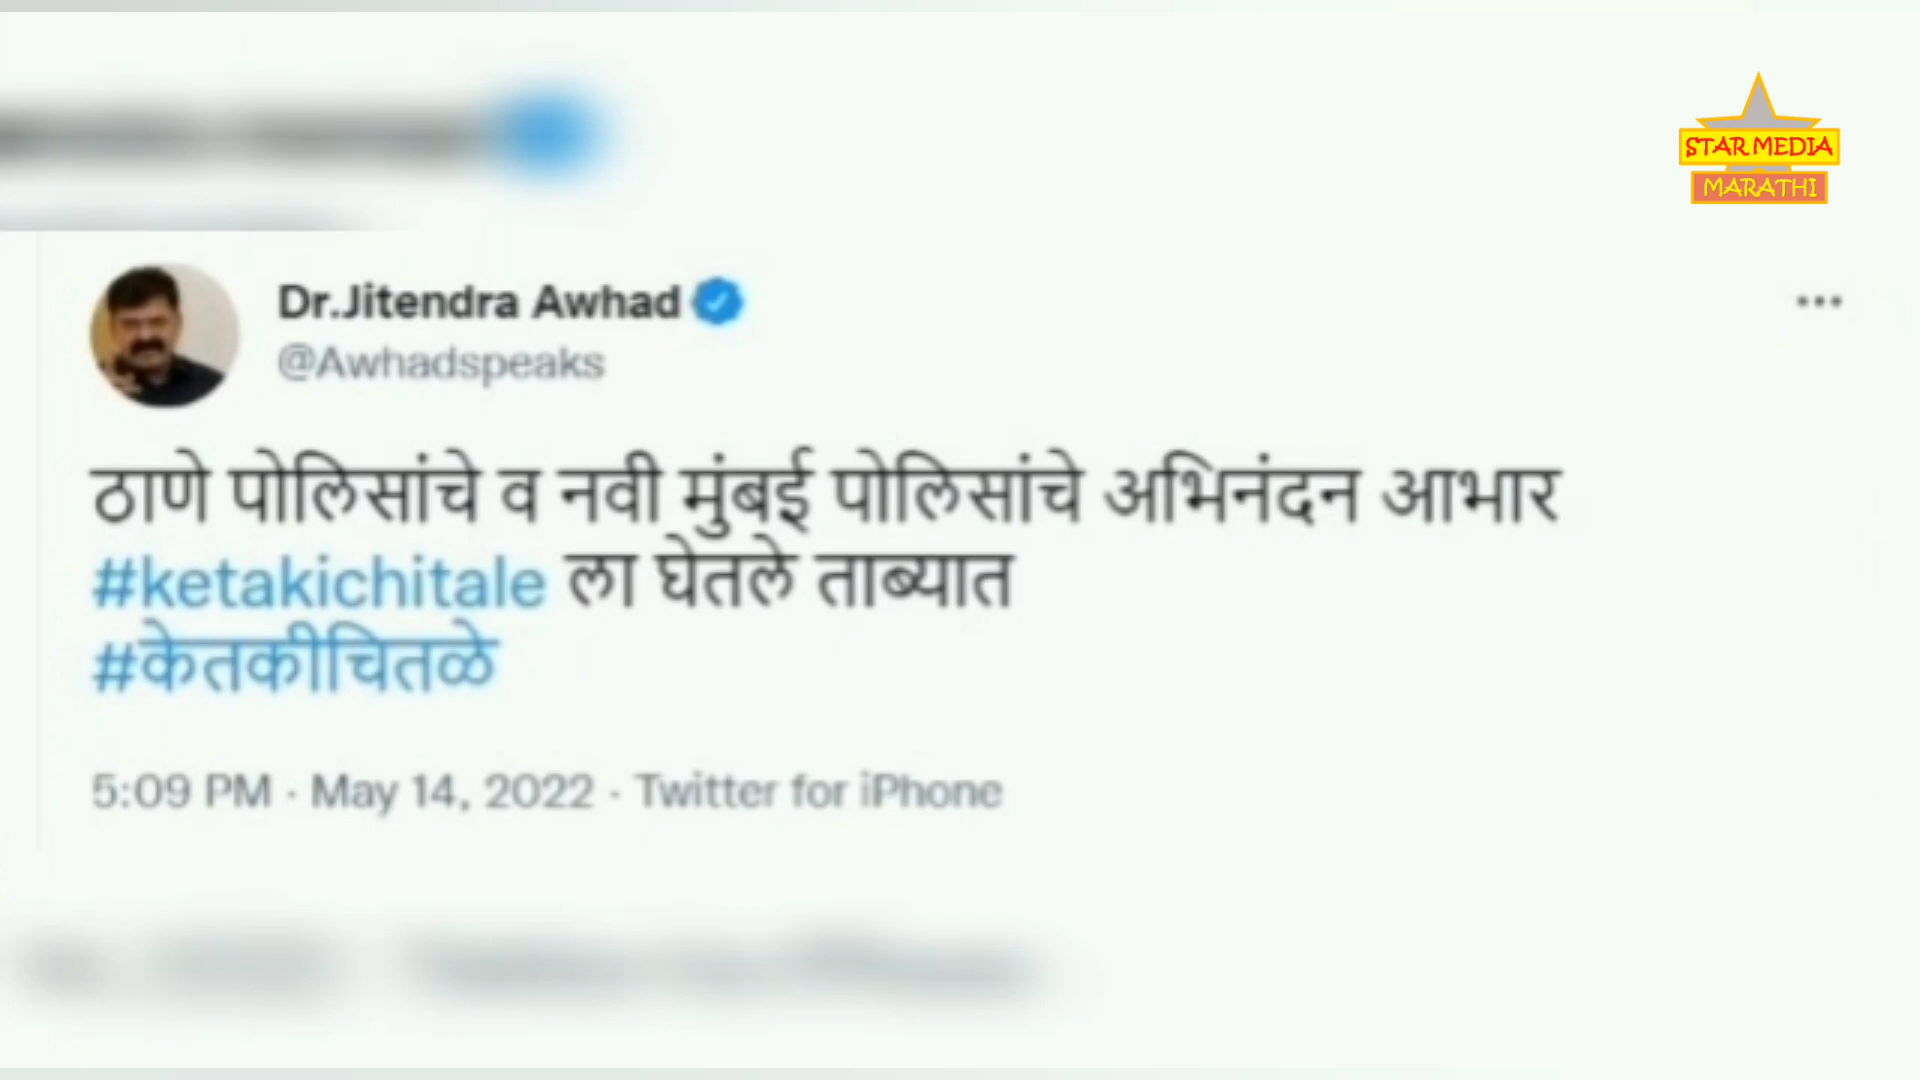 STAR MEDIA
MARATHI
Dr.Jitendra Awhad
@Awhadspeaks
ठाणे पोलिसांचे व नवी मुंबई पोलिसांचे अभिनंदन आभार
#ketakichitale ला घेतले ताब्यात
#केतकीचितळे
5:09 PM · May 14, 2022 · Twitter for iPhone